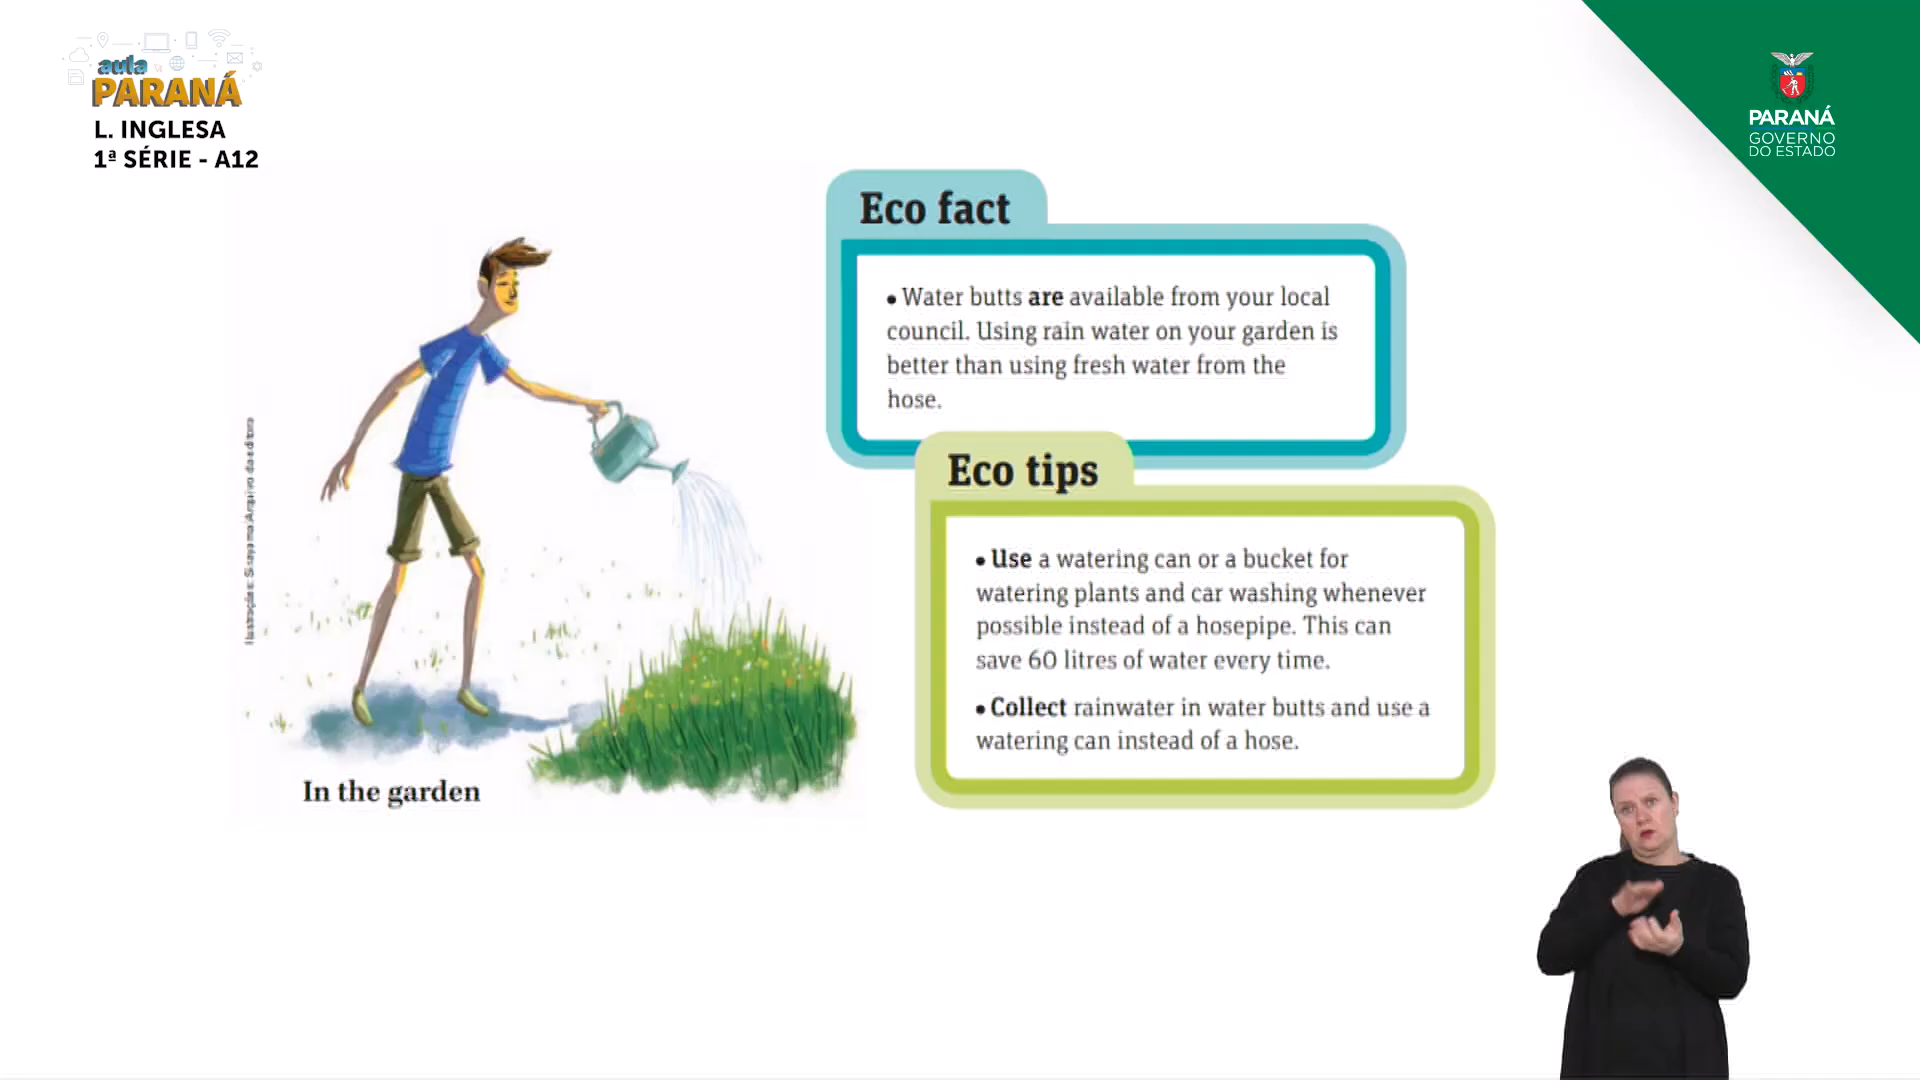 aula
PARANÁ
L. INGLESA
1ª SÉRIE - A12
PARANÁ
GOVERNO
DO ESTADO
Eco fact
• Water butts are available from your local
council. Using rain water on your garden is
better than using fresh water from the
hose.
Eco tips
• Use a watering can or a bucket for
watering plants and car washing whenever
possible instead of a hosepipe. This can
save 60 litres of water every time.
• Collect rainwater in water butts and use a
watering can instead of a hose.
In the garden
Arquivo da editora